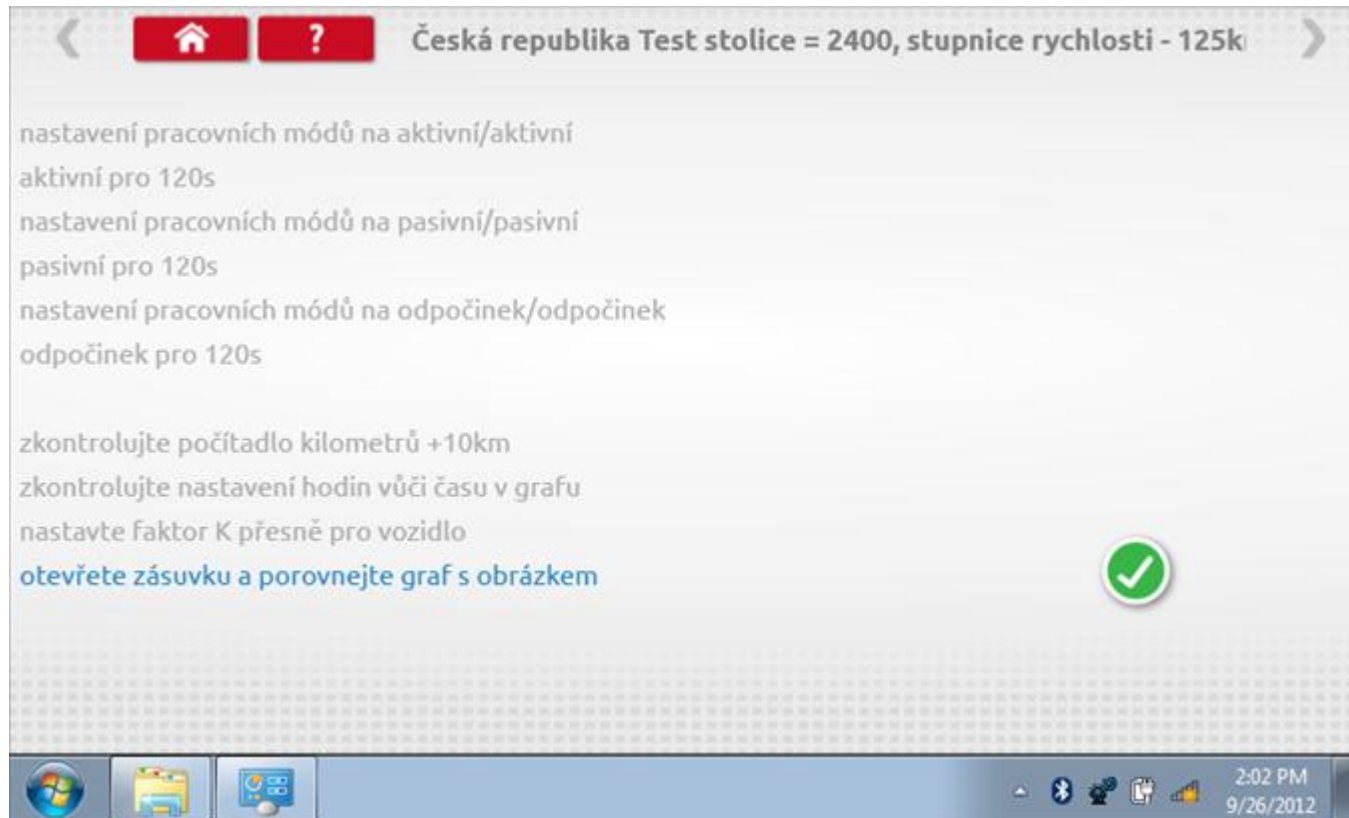 ?
Česká republika Test stolice = 2400, stupnice rychlosti - 125k
nastavení pracovních módů na aktivní/aktivní
aktivní pro 120s
nastavení pracovních módů na pasivní/pasivní
pasivní pro 120s
nastavení pracovních módů na odpočinek/odpočinek
odpočinek pro 120s
zkontrolujte počítadlo kilometrů +10km
zkontrolujte nastavení hodin vůči času v grafu
nastavte faktor K přesně pro vozidlo
otevřete zásuvku a porovnejte graf s obrázkem
2:02 PM
9/26/2012